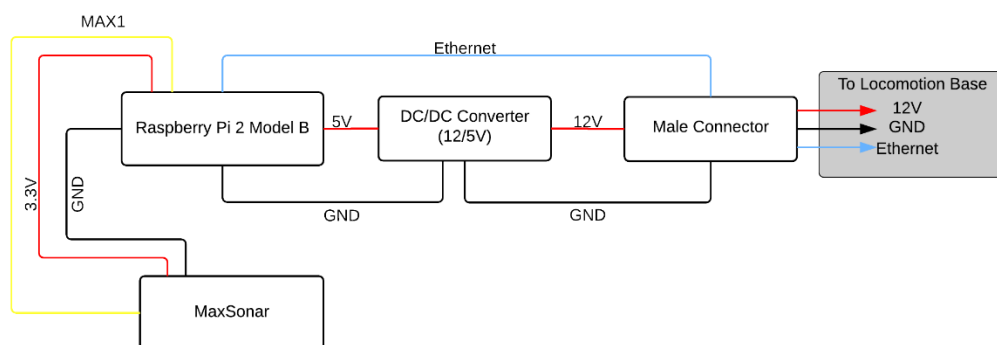 MAX1
Ethernet
To Locomotion Base
12V
GND
Ethernet
Raspberry Pi 2 Model B
5V
DC/DC Converter
(12/5V)
12V
Male Connector
3.3V
GND
GND
GND
MaxSonar